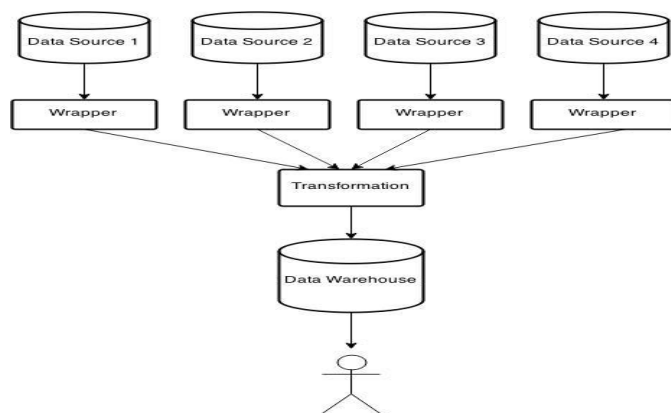 Data Source 1
Data Source 2
Data Source 3
Data Source 4
Wrapper
Wrapper
Wrapper
Wrapper
Transformation
Data Warehouse